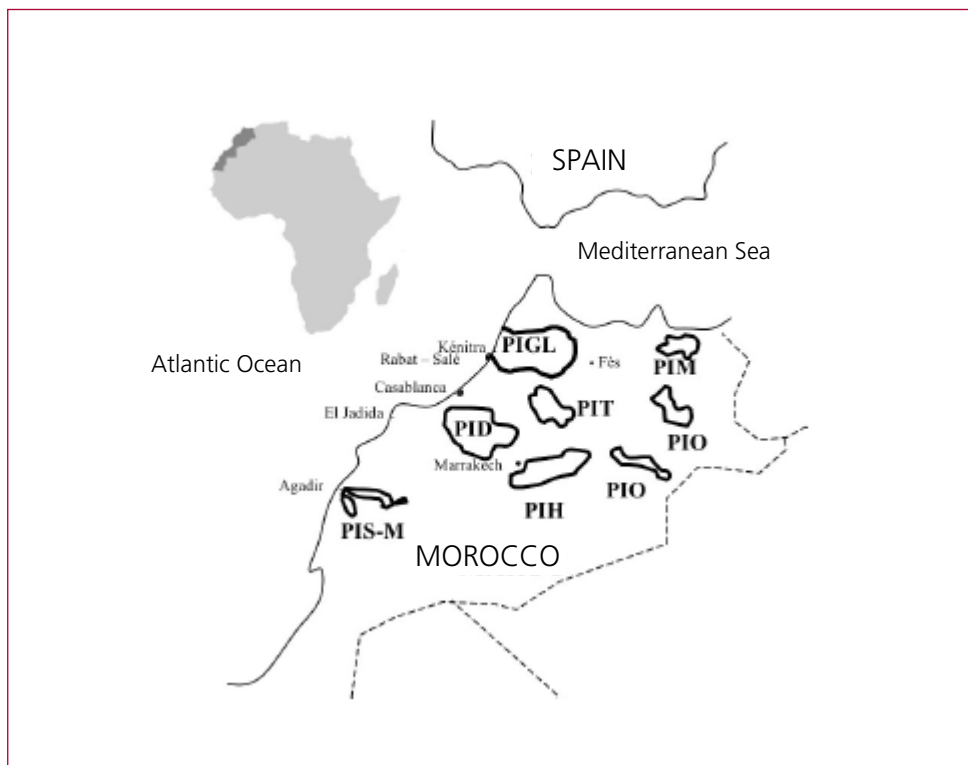 SPAIN
Mediterranean Sea
Kénitra
PIGL
Rabat – Salé
Fès
PIM
Atlantic Ocean
Casablanca
El Jadida
PIT
PID
PIO
Marrakech
PIO
Agadir
PIH
PIS-M
MOROCCO